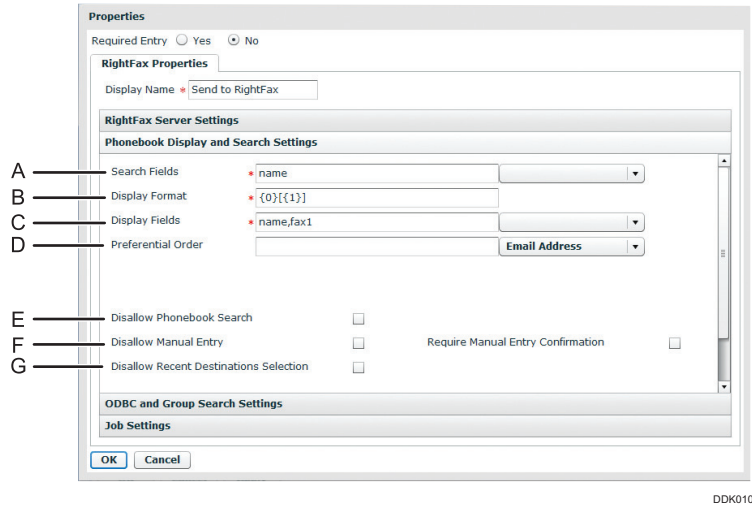 Properties
Required Entry Yes No
RightFax Properties
Display Name * Send to RightFax
RightFax Server Settings
Phonebook Display and Search Settings
A Search Fields * name
B Display Format * {0}[{1}]
C Display Fields * name,fax1
D Preferential Order Email Address
E Disallow Phonebook Search
F Disallow Manual Entry Require Manual Entry Confirmation
G Disallow Recent Destinations Selection
ODBC and Group Search Settings
Job Settings
OK Cancel
DDK010